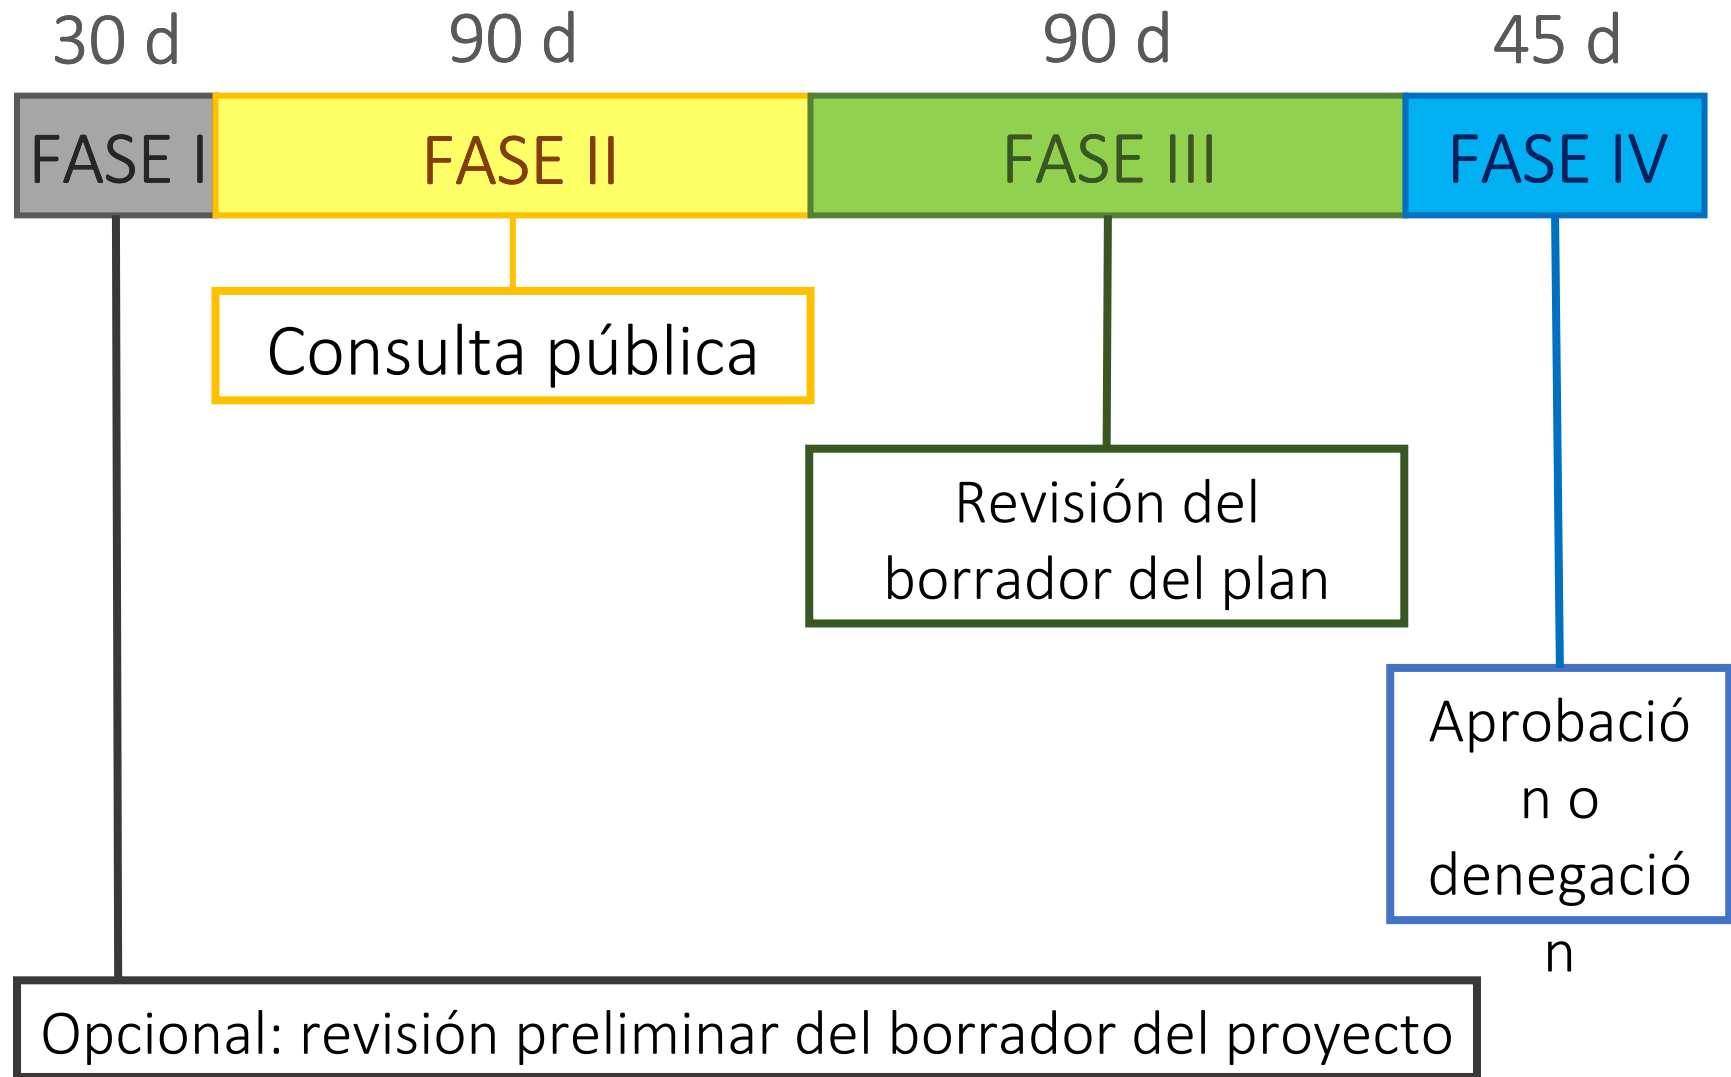 30 d
90 d
90 d
45 d
FASE I
FASE II
FASE III
FASE IV
Consulta pública
Revisión del
borrador del plan
Aprobació
n o
denegació
n
Opcional: revisión preliminar del borrador del proyecto